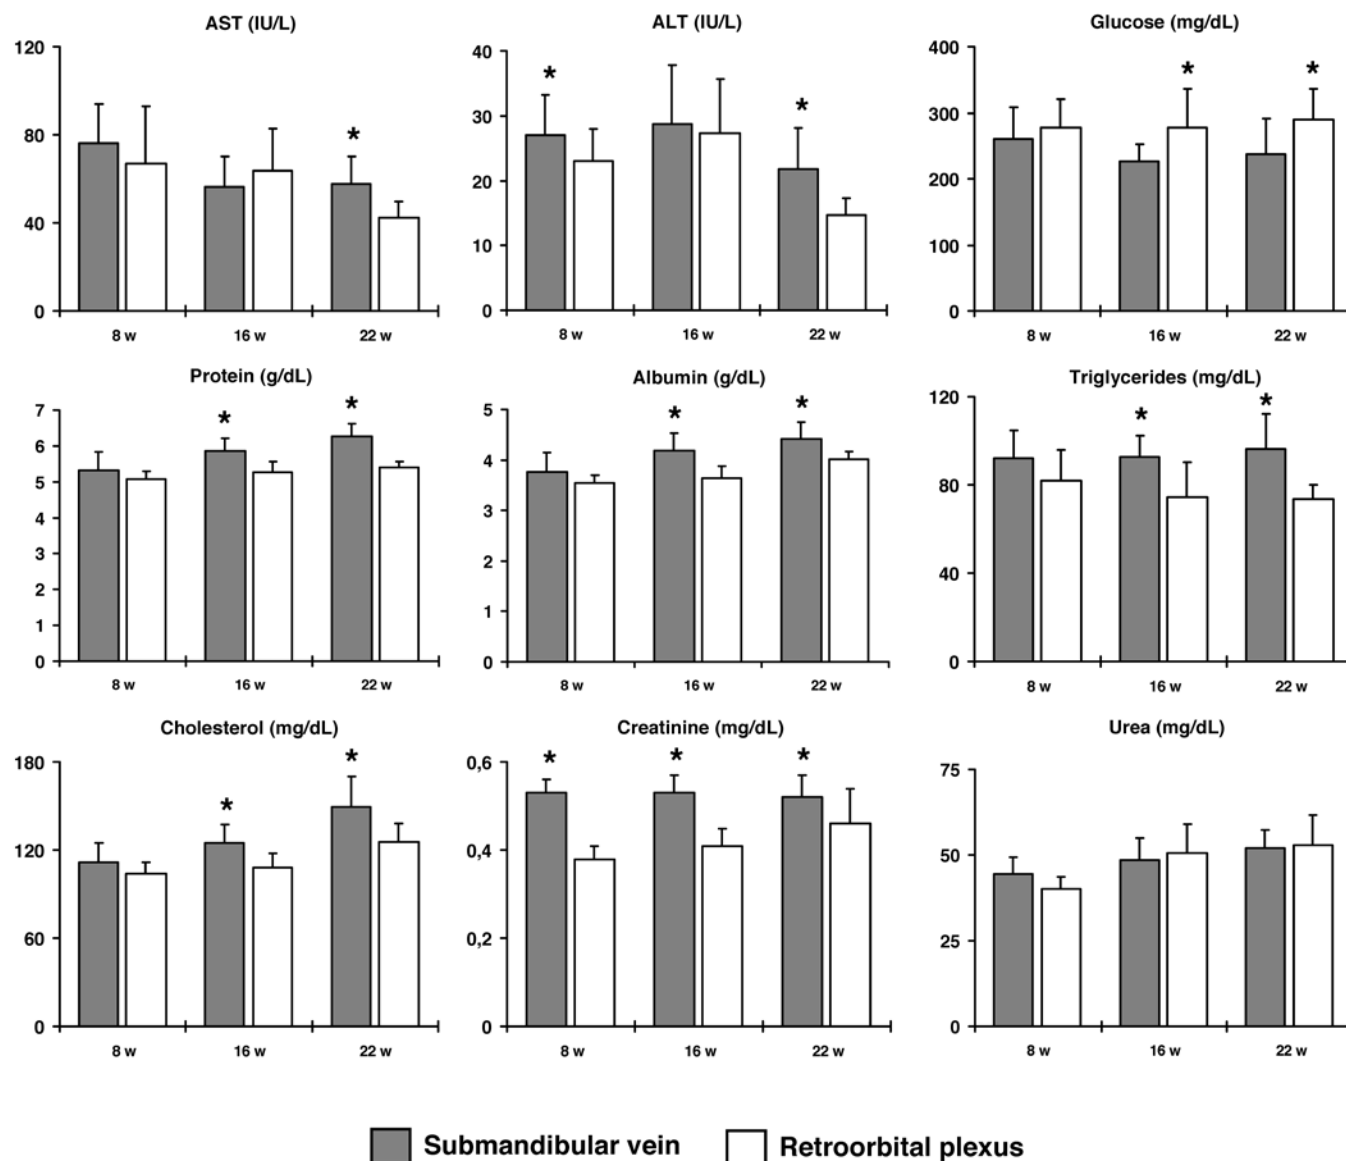 AST (IU/L)
120
80
40
0
*
8 w 16 w 22 w
ALT (IU/L)
40
30
20
10
0
* *
8 w 16 w 22 w
Glucose (mg/dL)
400
300
200
100
0
* *
8 w 16 w 22 w
Protein (g/dL)
7
6
5
4
3
2
1
0
* *
8 w 16 w 22 w
Albumin (g/dL)
5
4
3
2
1
0
* *
8 w 16 w 22 w
Triglycerides (mg/dL)
120
80
40
0
* *
8 w 16 w 22 w
Cholesterol (mg/dL)
180
120
60
0
* *
8 w 16 w 22 w
Creatinine (mg/dL)
0,6
0,4
0,2
0
* * *
8 w 16 w 22 w
Urea (mg/dL)
75
50
25
0
8 w 16 w 22 w
Submandibular vein Retroorbital plexus